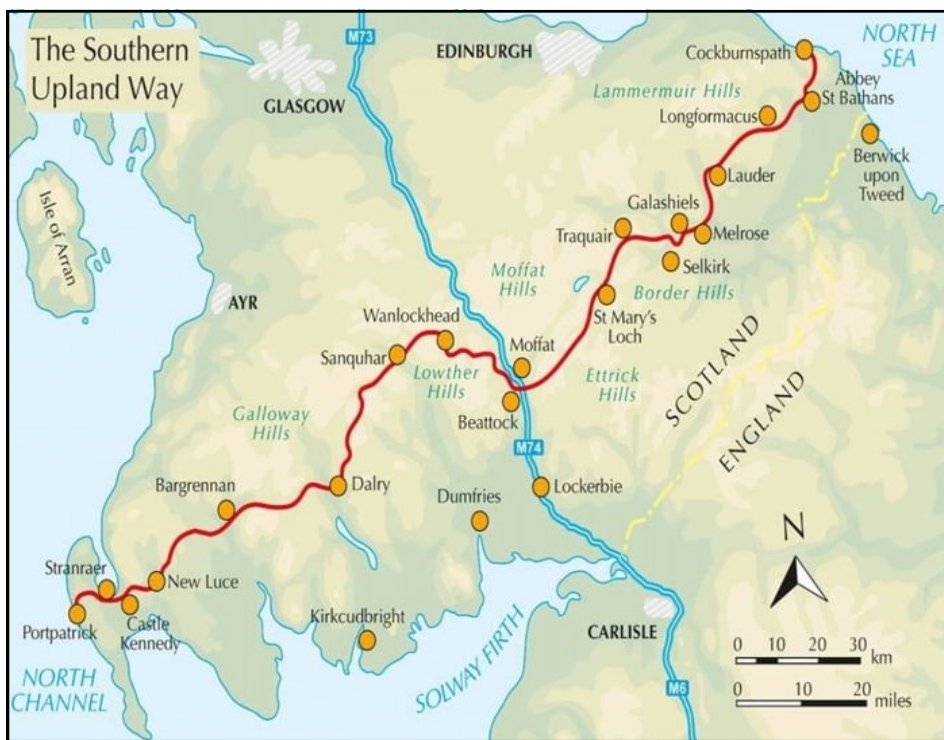 The Southern
Upland Way
M73
EDINBURGH
GLASGOW
Cockburnspath
NORTH
SEA
Abbey
St Bathans
Lammermuir Hills
Longformacus
Berwick
upon
Tweed
Lauder
Galashiels
Traquair
Melrose
Selkirk
Isle of Arran
Moffat
Hills
Border Hills
St Mary's
Loch
AYR
Wanlockhead
Sanquhar
Lowther
Hills
Moffat
Ettrick
Hills
Beattock
SCOTLAND
ENGLAND
Galloway
Hills
M74
Bargrennan
Dalry
Dumfries
Lockerbie
N
Stranraer
New Luce
Portpatrick
Castle
Kennedy
Kirkcudbright
CARLISLE
SOLWAY FIRTH
NORTH
CHANNEL
M6
0 10 20 30
km
0 10 20
miles